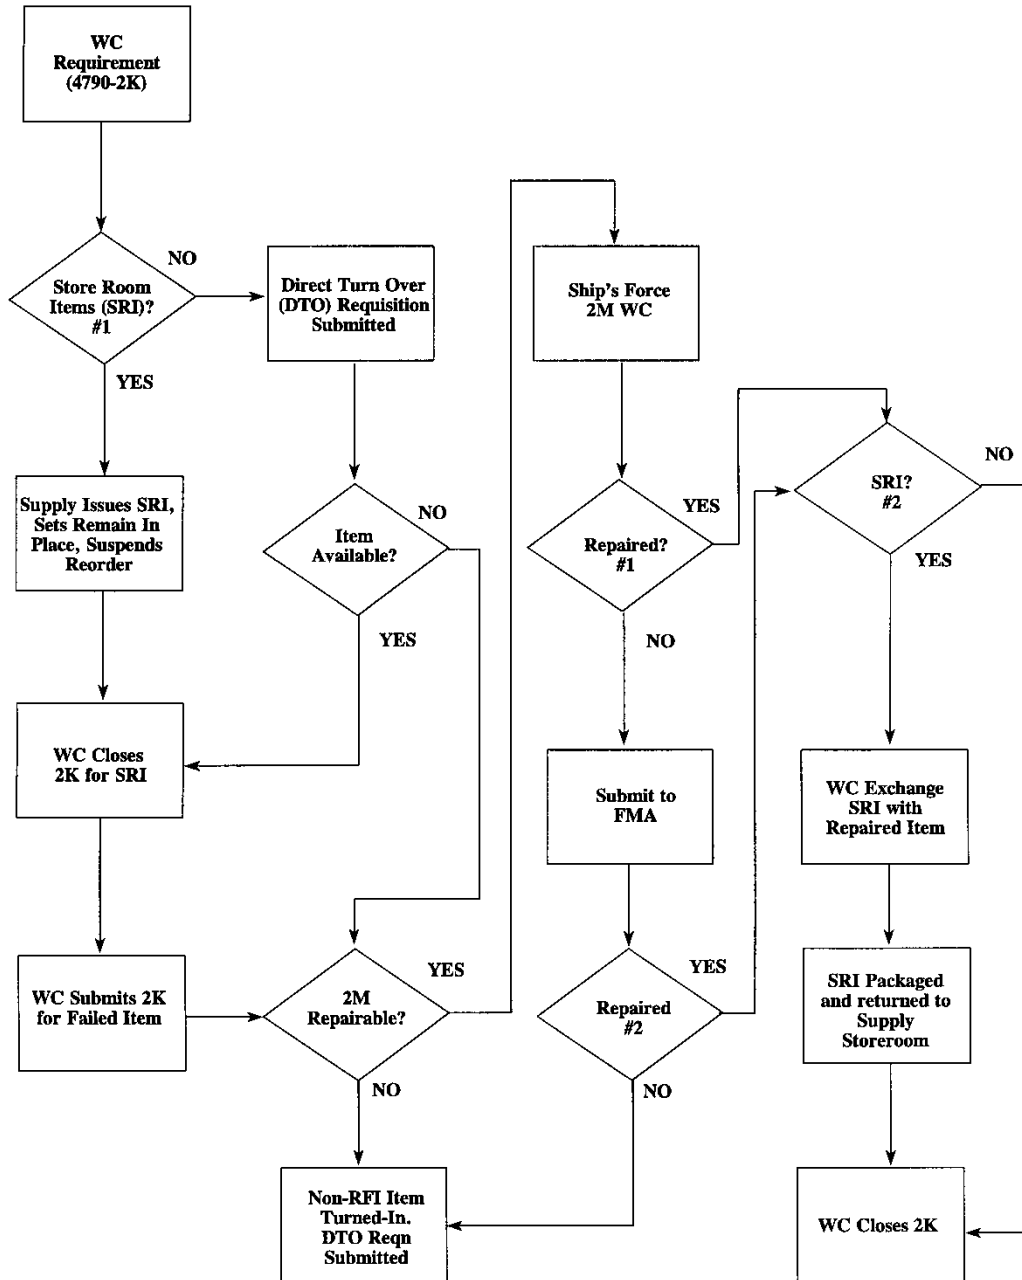 WC
Requirement
(4790-2K)
Store Room
Items (SRI)?
#1
NO
YES
Direct Turn Over
(DTO) Requisition
Submitted
Supply Issues SRI,
Sets Remain In
Place, Suspends
Reorder
Item
Available?
NO
YES
WC Closes
2K for SRI
WC Submits 2K
for Failed Item
2M
Repairable?
YES
NO
Non-RFI Item
Turned-In.
DTO Reqn
Submitted
Ship's Force
2M WC
Repaired?
#1
YES
NO
Submit to
FMA
Repaired
#2
YES
NO
SRI?
#2
NO
YES
WC Exchange
SRI with
Repaired Item
SRI Packaged
and returned to
Supply
Storeroom
WC Closes 2K